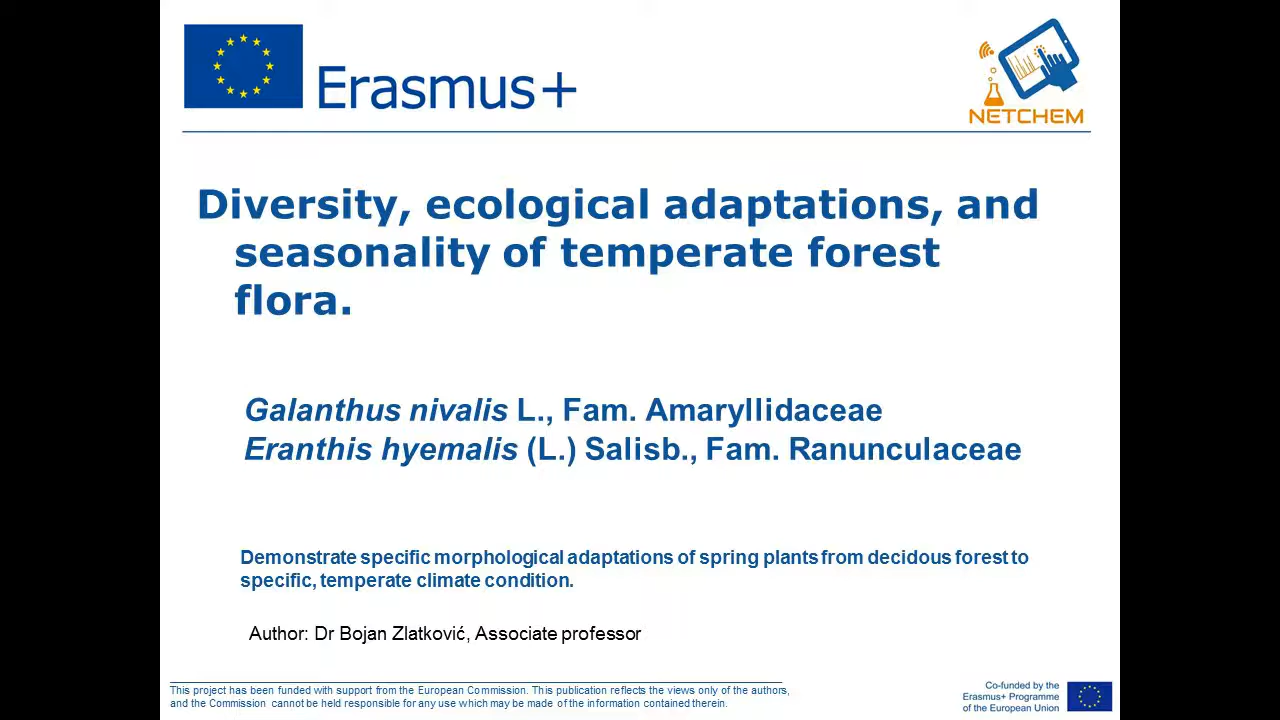 Erasmus+
NETCHEM
Diversity, ecological adaptations, and
seasonality of temperate forest
flora.
Galanthus nivalis L., Fam. Amaryllidaceae
Eranthis hyemalis (L.) Salisb., Fam. Ranunculaceae
Demonstrate specific morphological adaptations of spring plants from decidous forest to
specific, temperate climate condition.
Author: Dr Bojan Zlatković, Associate professor
This project has been funded with support from the European Commission. This publication reflects the views only of the authors,
and the Commission cannot be held responsible for any use which may be made of the information contained therein.
Co-funded by the
Erasmus+ Programme
of the European Union